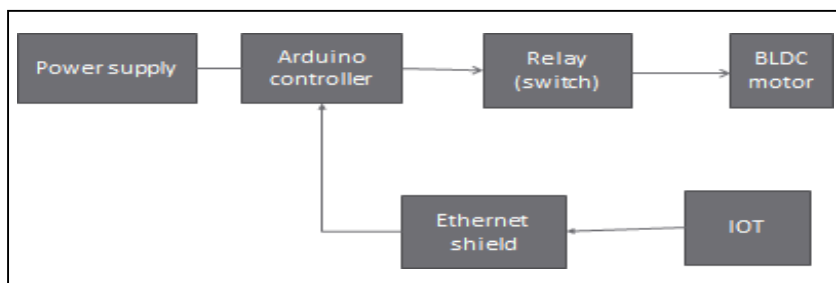 Power supply
Arduino
controller
Relay
(switch)
BLDC
motor
Ethernet
shield
IOT